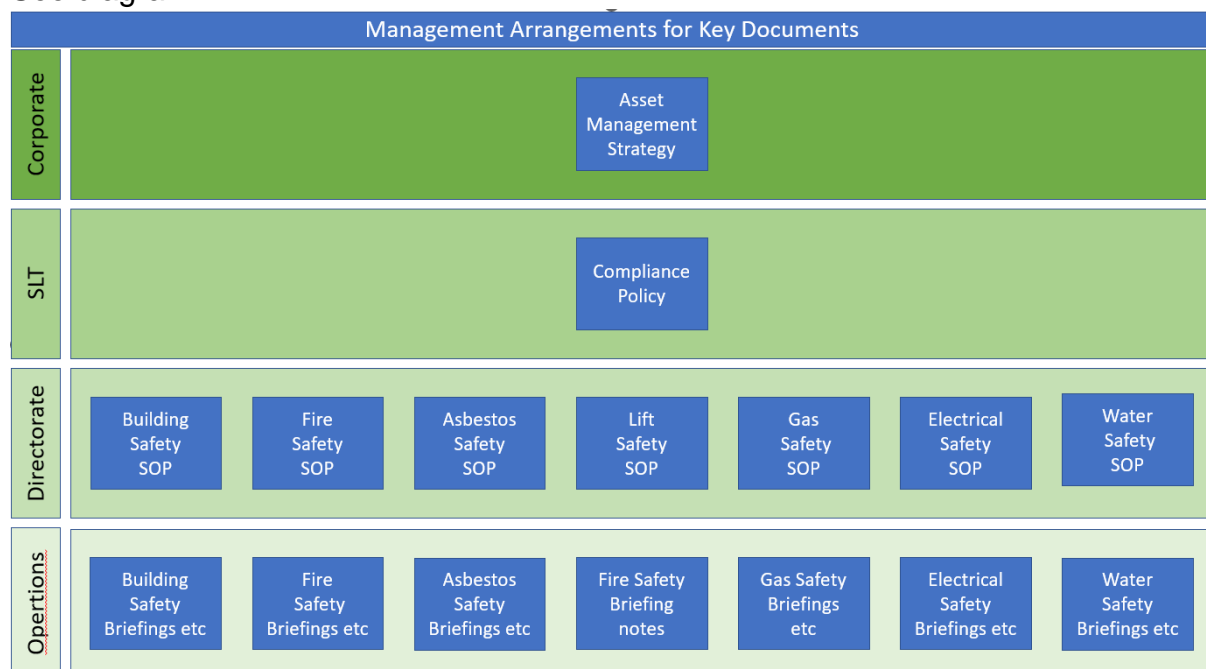 Management Arrangements for Key Documents
Corporate
Asset
Management
Strategy
SLT
Compliance
Policy
Directorate
Building
Safety
SOP
Fire
Safety
SOP
Asbestos
Safety
SOP
Lift
Safety
SOP
Gas
Safety
SOP
Electrical
Safety
SOP
Water
Safety
SOP
Opertions
Building
Safety
Briefings etc
Fire
Safety
Briefings etc
Asbestos
Safety
Briefings etc
Fire Safety
Briefing
notes
Gas Safety
Briefings
etc
Electrical
Safety
Briefings etc
Water
Safety
Briefings etc